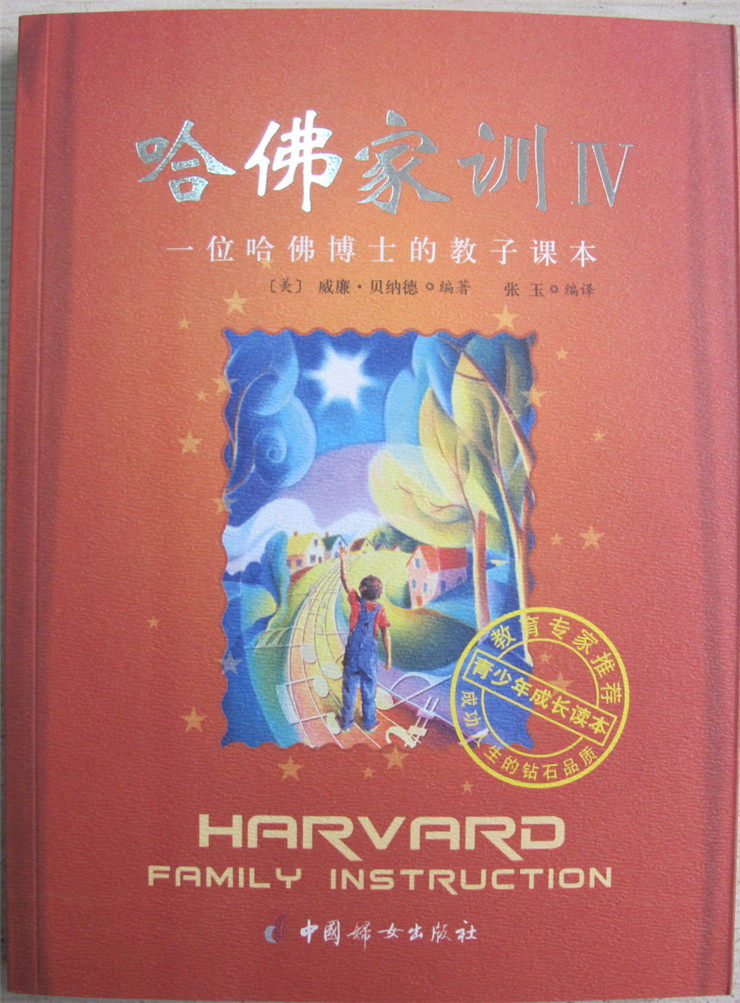 哈佛家训Ⅳ
一位哈佛博士的教子课本
〔美〕 威廉·贝纳德 编著 张 玉 编译
教育专家推荐
青少年成长读本
成功人生的钻石品质
HARVARD
FAMILY INSTRUCTION
中國婦女出版社